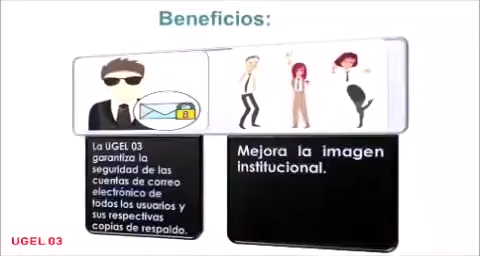 Beneficios:
La UGEL 03
garantiza la
seguridad de las
cuentas de correo
electrónico de
todos los usuarios y
sus respectivas
copias de respaldo.
Mejora la imagen
institucional.
UGEL 03